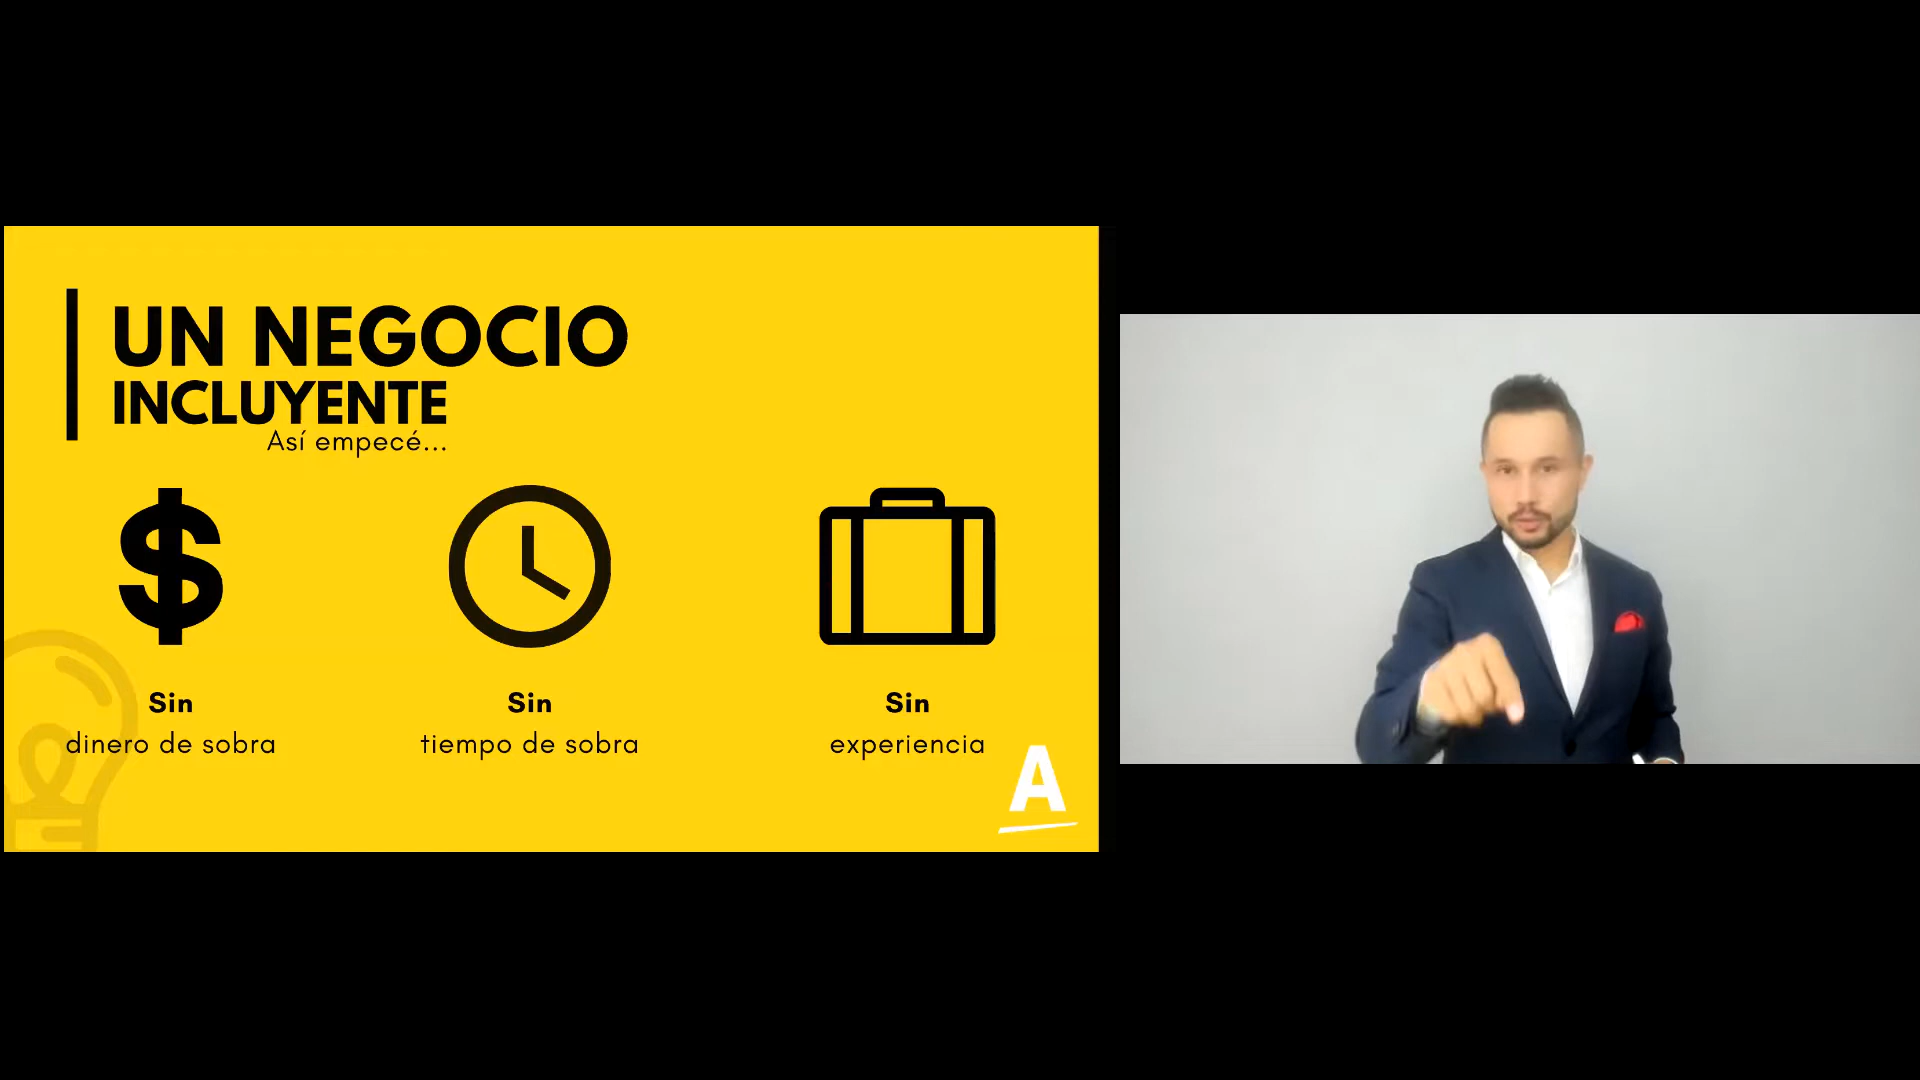 UN NEGOCIO
INCLUYENTE
Así empecé...
$
Sin
dinero de sobra
Sin
tiempo de sobra
Sin
experiencia
A